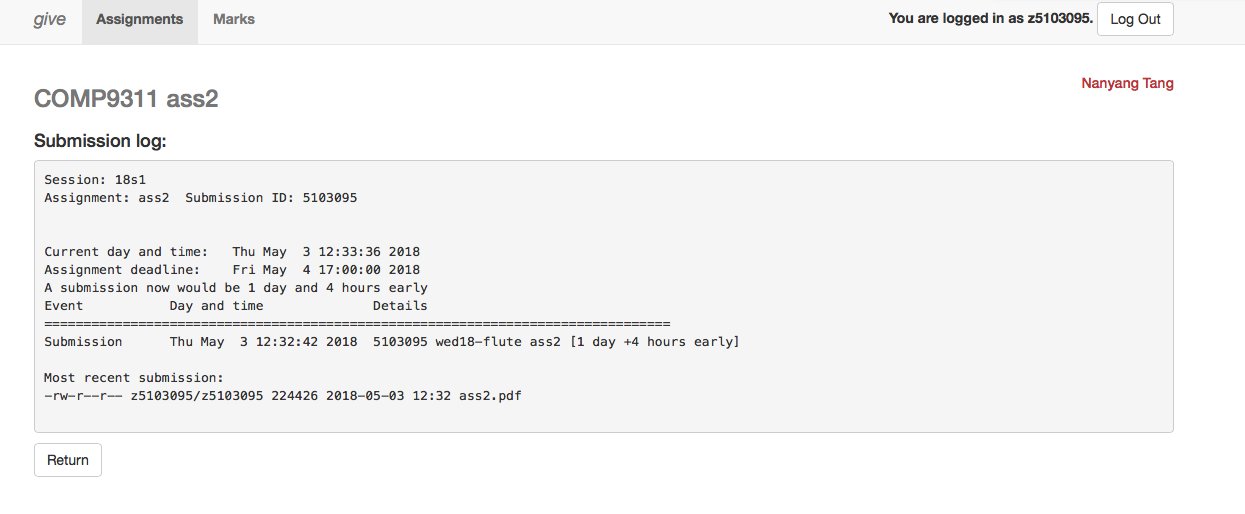 give Assignments Marks You are logged in as z5103095. Log Out
Nanyang Tang
COMP9311 ass2
Submission log:
Session: 18s1
Assignment: ass2  Submission ID: 5103095
Current day and time:   Thu May  3 12:33:36 2018
Assignment deadline:    Fri May  4 17:00:00 2018
A submission now would be 1 day and 4 hours early
Event           Day and time              Details
================================================================================
Submission      Thu May  3 12:32:42 2018  5103095 wed18-flute ass2 [1 day +4 hours early]
Most recent submission:
-rw-r--r-- z5103095/z5103095 224426 2018-05-03 12:32 ass2.pdf
Return